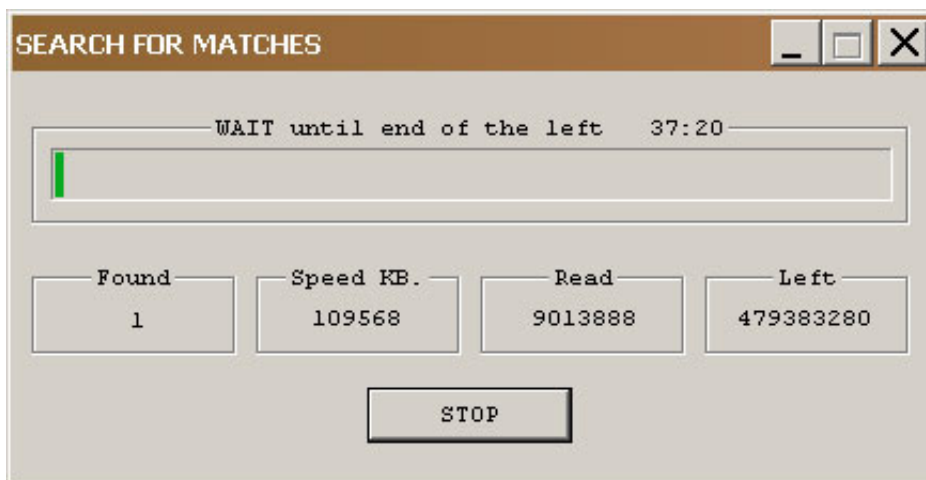 SEARCH FOR MATCHES
WAIT until end of the left 37:20
Found Speed KB. Read Left
1 109568 9013888 479383280
STOP